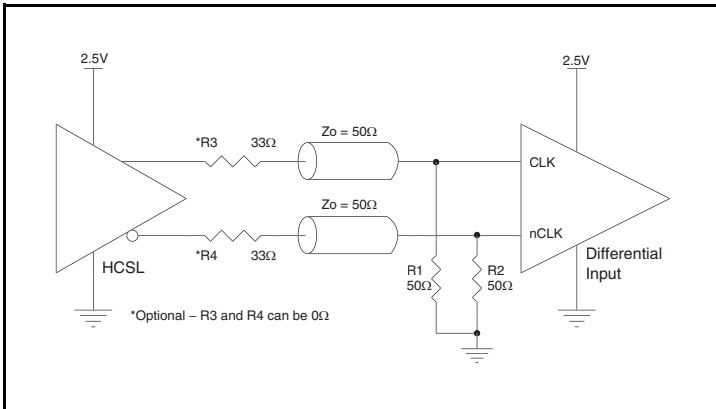 2.5V
2.5V
*R3
33Ω
Zo = 50Ω
CLK
Zo = 50Ω
nCLK
*R4
33Ω
HCSL
R1
50Ω
R2
50Ω
Differential
Input
*Optional – R3 and R4 can be 0Ω